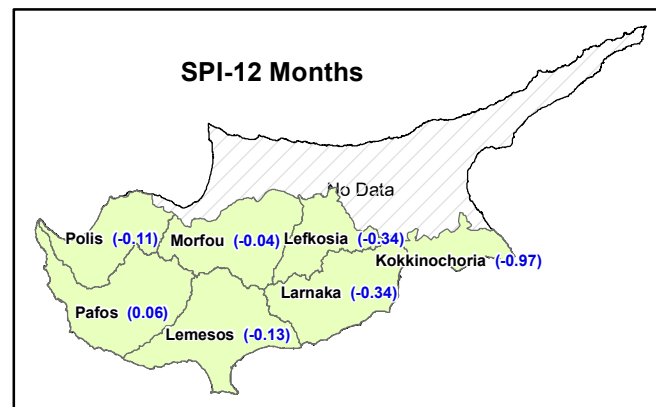 SPI-12 Months
No Data
Polis (-0.11)
Morfou (-0.04)
Lefkosia (-0.34)
Kokkinochoria (-0.97)
Pafos (0.06)
Larnaka (-0.34)
Lemesos (-0.13)